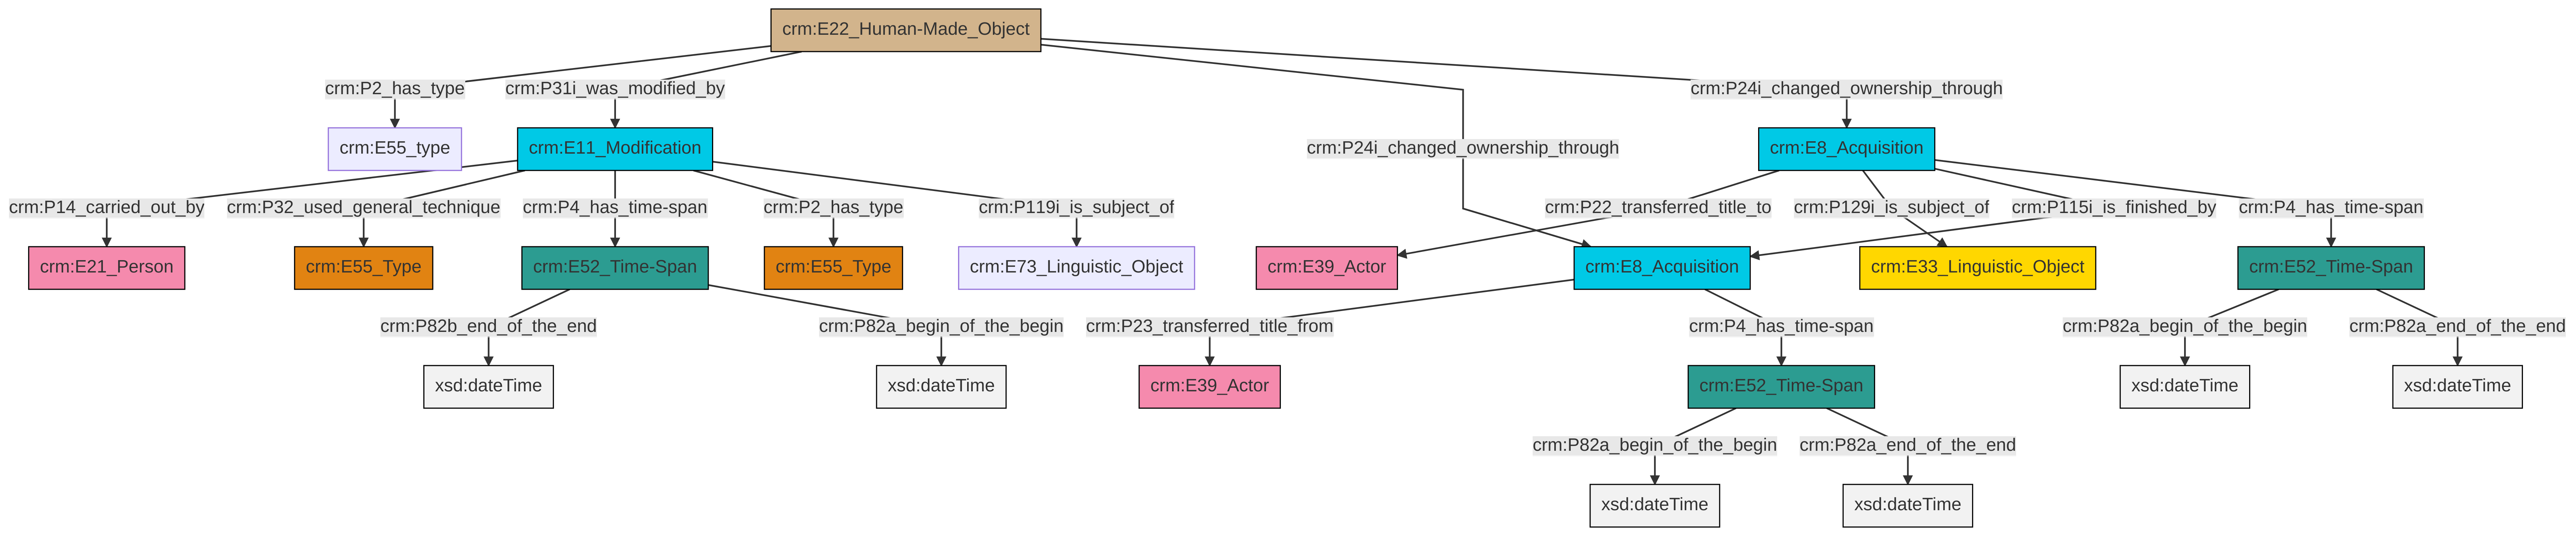 crm:E22_Human-Made_Object
crm:P2_has_type
crm:P31i_was_modified_by
crm:P24i_changed_ownership_through
crm:E55_type
crm:E11_Modification
crm:P24i_changed_ownership_through
crm:E8_Acquisition
crm:P14_carried_out_by
crm:P32_used_general_technique
crm:P4_has_time-span
crm:P2_has_type
crm:P119i_is_subject_of
crm:P22_transferred_title_to
crm:P129i_is_subject_of
crm:P115i_is_finished_by
crm:P4_has_time-span
crm:E21_Person
crm:E55_Type
crm:E52_Time-Span
crm:E55_Type
crm:E73_Linguistic_Object
crm:E39_Actor
crm:E8_Acquisition
crm:E33_Linguistic_Object
crm:E52_Time-Span
crm:P82b_end_of_the_end
crm:P82a_begin_of_the_begin
crm:P23_transferred_title_from
crm:P4_has_time-span
crm:P82a_begin_of_the_begin
crm:P82a_end_of_the_end
xsd:dateTime
xsd:dateTime
crm:E39_Actor
crm:E52_Time-Span
xsd:dateTime
xsd:dateTime
crm:P82a_begin_of_the_begin
crm:P82a_end_of_the_end
xsd:dateTime
xsd:dateTime